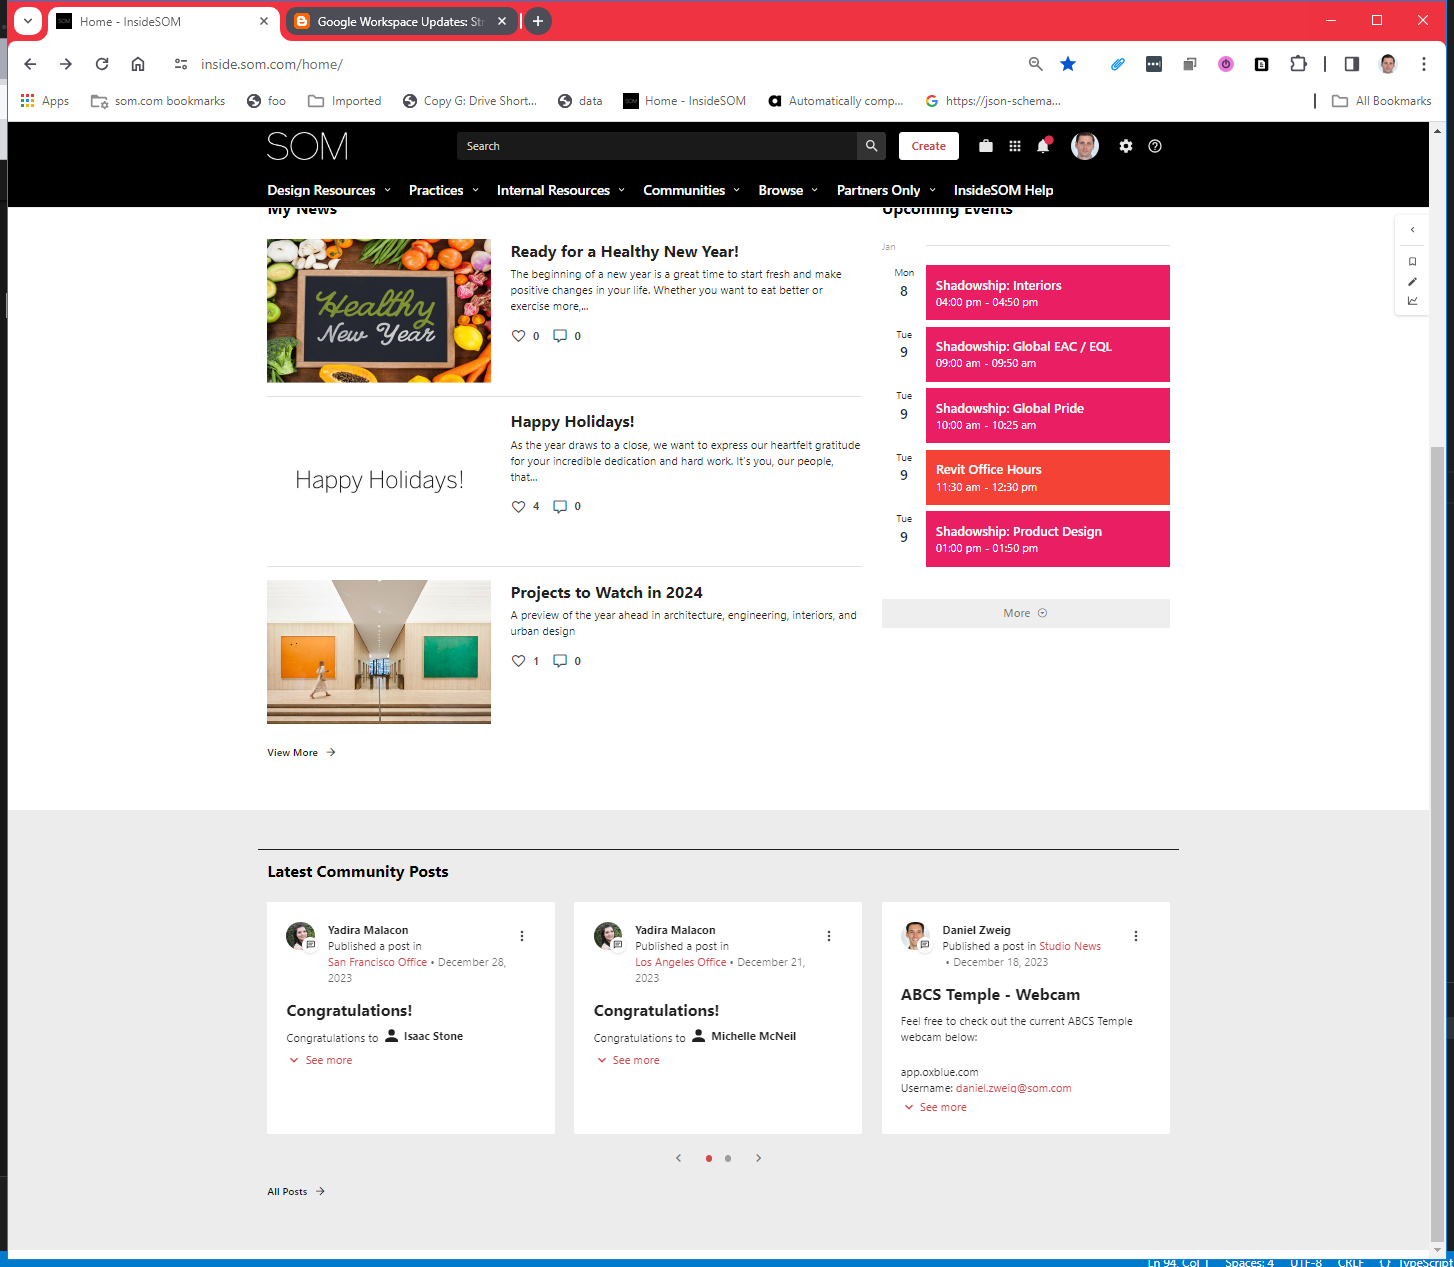 Home - InsideSOM
Google Workspace Updates: St
inside.som.com/home/
Apps
som.com bookmarks
foo
Imported
Copy G: Drive Short...
data
Home - InsideSOM
Automatically comp...
https://json-schema...
All Bookmarks
SOM
Search
Create
Design Resources
Practices
Internal Resources
Communities
Browse
Partners Only
InsideSOM Help
My News
Healthy
New Year
Ready for a Healthy New Year!
The beginning of a new year is a great time to start fresh and make
positive changes in your life. Whether you want to eat better or
exercise more,...
0 0
Happy Holidays!
Happy Holidays!
As the year draws to a close, we want to express our heartfelt gratitude
for your incredible dedication and hard work. It's you, our people,
that...
4 0
Projects to Watch in 2024
A preview of the year ahead in architecture, engineering, interiors, and
urban design
1 0
View More
Upcoming Events
Jan
Mon
8
Shadowship: Interiors
04:00 pm - 04:50 pm
Tue
9
Shadowship: Global EAC / EQL
09:00 am - 09:50 am
Tue
9
Shadowship: Global Pride
10:00 am - 10:25 am
Tue
9
Revit Office Hours
11:30 am - 12:30 pm
Tue
9
Shadowship: Product Design
01:00 pm - 01:50 pm
More
Latest Community Posts
Yadira Malacon
Published a post in
San Francisco Office • December 28,
2023
Congratulations!
Congratulations to Isaac Stone
See more
Yadira Malacon
Published a post in
Los Angeles Office • December 21,
2023
Congratulations!
Congratulations to Michelle McNeil
See more
Daniel Zweig
Published a post in Studio News
• December 18, 2023
ABCS Temple - Webcam
Feel free to check out the current ABCS Temple
webcam below:
app.oxblue.com
Username: daniel.zweig@som.com
See more
All Posts
Ln 94, Col 1
Spaces: 4
UTF-8
CRLF
{} TypeScript